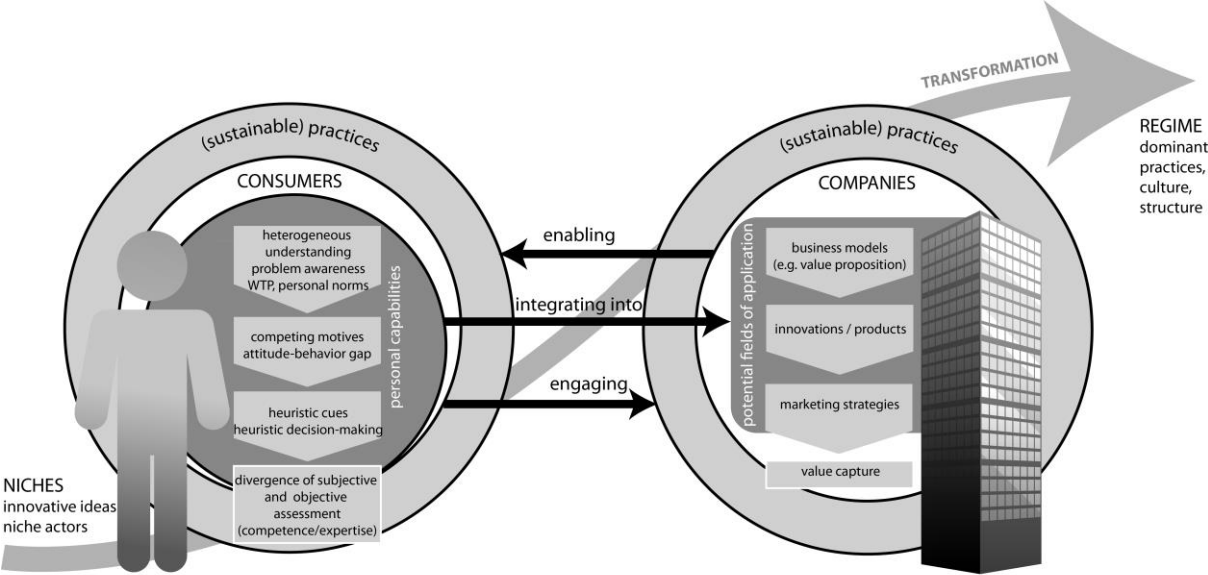 TRANSFORMATION
REGIME
dominant
practices,
culture,
structure
(sustainable) practices
CONSUMERS
heterogeneous
understanding
problem awareness
WTP, personal norms
competing motives
attitude-behavior gap
heuristic cues
heuristic decision-making
divergence of subjective
and objective
assessment
(competence/expertise)
personal capabilities
enabling
integrating into
engaging
(sustainable) practices
COMPANIES
potential fields of application
business models
(e.g. value proposition)
innovations / products
marketing strategies
value capture
NICHES
innovative ideas
niche actors